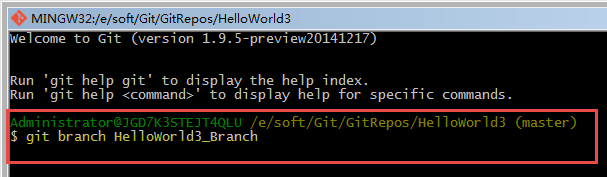 MINGW32:/e/soft/Git/GitRepos/HelloWorld3
Welcome to Git (version 1.9.5-preview20141217)
Run 'git help git' to display the help index.
Run 'git help <command>' to display help for specific commands.
Administrator@JGD7K3STEJT4QLU /e/soft/Git/GitRepos/HelloWorld3 (master)
$ git branch HelloWorld3_Branch